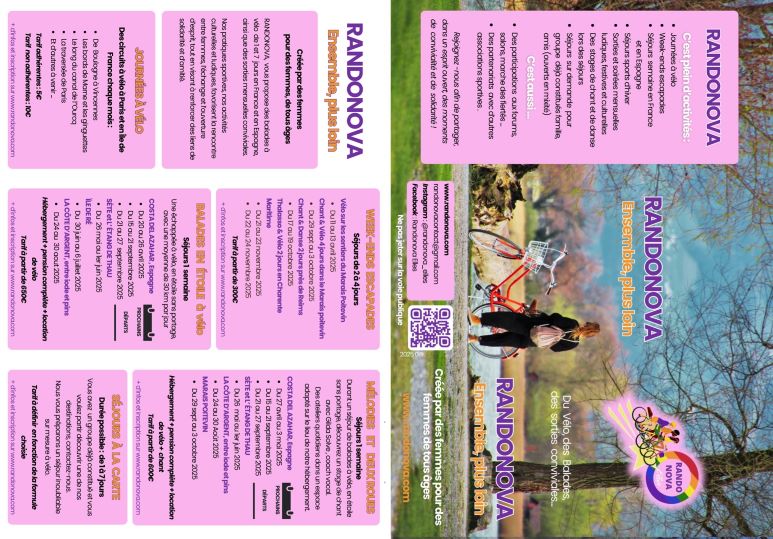 RANDONOVA
C'est plein d'activités :
Journées à vélo
Week-ends escapades
Séjours semaine en France
et en Espagne
Séjours sports d'hiver
Sorties et soirées mensuelles
ludiques, festives et culturelles
Des stages de chant et de danse
lors des séjours
Séjours sur demande pour
groupe déjà constitués famille,
amis (ouverts en mixité)
C'est aussi ...
Des participations aux forums,
salons, marche des fiertés ...
Des partenariats avec d'autres
associations sportives .
Rejoignez -nous afin de partager,
dans un esprit ouvert, des moments
de convivialité et de solidarité !
RANDONOVA
Ensemble, plus loin
www.randonova.com
randonovacontact@gmail.com
Instagram : @randonova_elles
Facebook : Randonova Elles
Ne pas jeter sur la voie publique
RANDO
NOVA
Du Vélo, des Balades,
des sorties conviviales...
RANDONOVA
Ensemble, plus loin
Créée par des femmes pour des
femmes de tous âges
www.randonova.com
RANDONOVA
Ensemble, plus loin
Créée par des femmes
pour des femmes, de tous âges
RANDONOVA, vous propose des balades à
vélo de 1 et 7 jours en France et en Espagne,
ainsi que des sorties mensuelles conviviales.
Nos pratiques sportives, nos activités
culturelles et ludiques, favorisent la rencontre
entre femmes, l'échange et l'ouverture
d'esprit, tout en visant à renforcer des liens de
solidarité et d'amitié.
JOURNÉES À VÉLO
Des circuits à vélo à Paris et en Île de
France chaque mois :
De Boulogne à Vincennes
Les bords de Marne et les ginguettes
Le long du canal de l'Ourcq
La traversée de Paris
Et d'autres à venir ...
Tarif adhérentes : 5€
Tarif non adhérentes : 10€
+ d'infos et inscription sur www.randonova.com
WEEK-ENDS ESCAPADES
Séjours de 2 à 4 jours
Vélo sur les sentiers du Marais Poitevin
Du 11 au 13 avril 2025
Chant & Vélo 4 jours dans le Marais poitevin
Du 29 sept au 3 octobre 2025
Chant & Danse 2 jours près de Reims
Du 17 au 19 octobre 2025
Thalasso & Vélo 2 jours en Charente
Maritime
Du 21 au 23 novembre 2025
Du 22 au 24 novembre 2025
Tarif à partir de 300€
+ d'infos et inscription sur www.randonova.com
BALADES EN ÉTOILE à vélo
Séjours 1 semaine
Une échappée à vélo, en étoile sans portage,
avec une moyenne de 30 km par jour
COSTA DEL AZAHAR , Espagne
Du 20 au 26 avril 2025
Du 15 au 21 septembre 2025
Du 21 au 27 septembre 2025
PROCHAINS
DÉPARTS
SÈTE et L' ÉTANG DE THAU
Du 26 mai au 1er juin 2025
ILE DE RÉ
Du 30 juin au 6 juillet 2025
LA CÔTE D'ARGENT, entre iode et pins
Du 24 au 30 aout 2025
Hébergement + pension complète + location
de vélo
Tarif à partir de 650€
+ d'infos et inscription sur www.randonova.com
MÉLODIES ET DEUX ROUES
Séjours 1 semaine
Durant un séjour de balades à vélo, en étoile
sans portage, découvrez un stage de chant
avec Gilda Solve , coach vocal.
Des ateliers quotidiens dans un espace
adapté sur le lieu de notre hébergement.
COSTA DEL AZAHAR, Espagne
Du 27 avril au 3 mai 2025
Du 15 au 21 septembre 2025
Du 21 au 27 septembre 2025
PROCHAINS
DÉPARTS
SÈTE et L' ÉTANG DE THAU
Du 26 mai au 1er juin 2025
LA CÔTE D'ARGENT, entre iode et pins
Du 24 au 30 Août 2025
MARAIS POITEVIN
Du 29 sept au 3 octobre 2025
Hébergement + pension complète + location
de vélo + chant
Tarif à partir de 600€
+ d'infos et inscription sur www.randonova.com
SÉJOURS À LA CARTE
Durée possible : de 1 à 7 jours
Vous avez un groupe déjà constitué et vous
voulez partir découvrir une de nos
destinations, contactez-nous.
Nous vous préparons un séjour inoubliable
sur mesure à vélo.
Tarif à définir en fonction de la formule
choisie
+ d'infos et inscription sur www.randonova.com